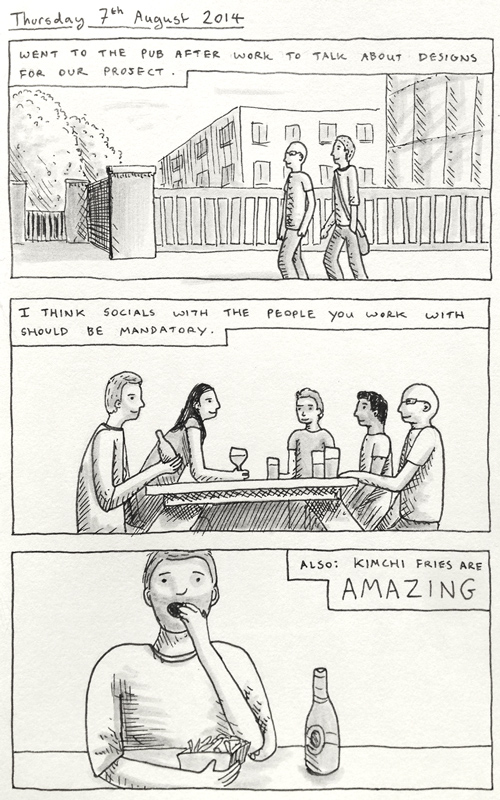 Thursday 7th August 2014
WENT TO THE PUB AFTER WORK TO TALK ABOUT DESIGNS
FOR OUR PROJECT.
I THINK SOCIALS WITH THE PEOPLE YOU WORK WITH
SHOULD BE MANDATORY.
ALSO: KIMCHI FRIES ARE
AMAZING